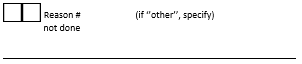 Reason # (if “other”, specify)
not done